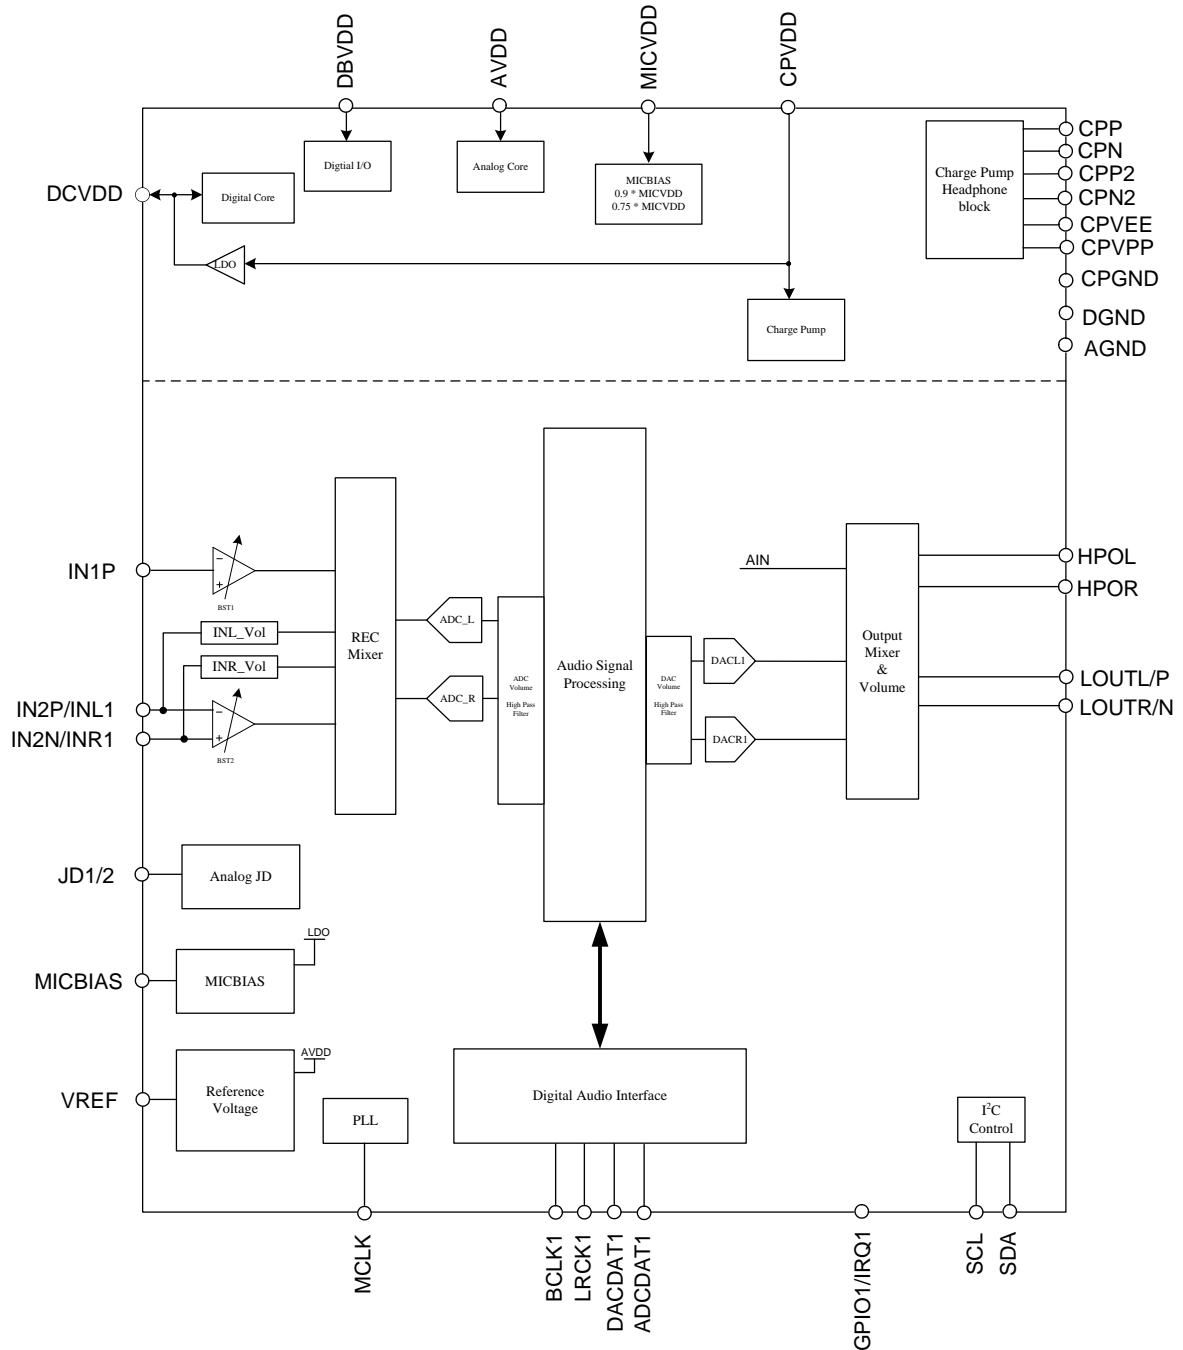 DBVDD
AVDD
MICVDD
CPVDD
DCVDD
Digital Core
Digtial I/O
Analog Core
MICBIAS
0.9 * MICVDD
0.75 * MICVDD
LDO
Charge Pump
Charge Pump
Headphone
block
CPP
CPN
CPP2
CPN2
CPVEE
CPVPP
CPGND
DGND
AGND
IN1P
−
+
BST1
INL_Vol
INR_Vol
IN2P/INL1
IN2N/INR1
−
+
BST2
REC
Mixer
ADC_L
ADC_R
ADC
Volume
High Pass
Filter
Audio Signal
Processing
DAC
Volume
High Pass
Filter
DACL1
DACR1
AIN
Output
Mixer
&
Volume
HPOL
HPOR
LOUTL/P
LOUTR/N
JD1/2
Analog JD
MICBIAS
MICBIAS
LDO
VREF
Reference
Voltage
AVDD
PLL
Digital Audio Interface
I²C
Control
MCLK
BCLK1
LRCK1
DACDAT1
ADCDAT1
GPIO1/IRQ1
SCL
SDA